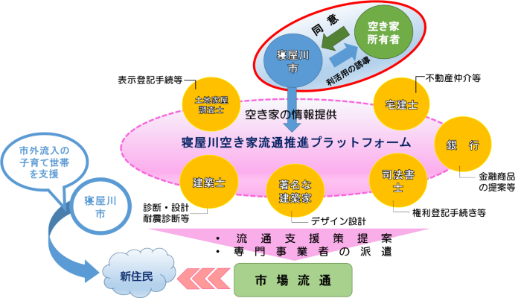 同意
空き家
所有者
寝屋川
市
利活用の誘導
表示登記手続等
土地家屋
調査士
空き家の情報提供
不動産仲介等
宅建士
寝屋川空き家流通推進プラットフォーム
銀 行
金融商品
の提案等
市外流入の
子育て世帯
を支援
寝屋川
市
建築士
診断・設計
耐震診断等
著名な
建築家
デザイン設計
司法書
士
権利登記手続き等
・ 流通支援策提案
・ 専門事業者の派遣
新住民
市場流通